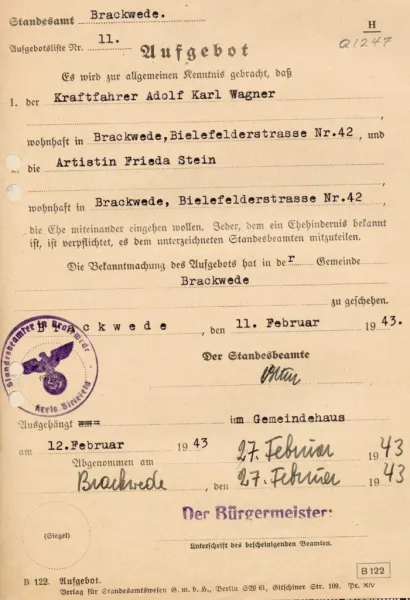 Standesamt Brackwede.
H
Aufgebotsliste Nr. 11.
Q1247
Aufgebot
Es wird zur allgemeinen Kenntnis gebracht, daß
1. der Kraftfahrer Adolf Karl Wagner
wohnhaft in Brackwede, Bielefelderstrasse Nr.42 , und
die Artistin Frieda Stein
wohnhaft in Brackwede, Bielefelderstrasse Nr.42 ,
die Ehe miteinander eingehen wollen. Jeder, dem ein Ehehindernis bekannt
ist, ist verpflichtet, es dem unterzeichneten Standesbeamten mitzuteilen.
Die Bekanntmachung des Aufgebots hat in der Gemeinde
Brackwede
zu geschehen.
ackwede , den 11. Februar 1943.
Der Standesbeamte
Standesbeamter in Brackwede
Kreis Bielefeld
Ausgehängt im Gemeindehaus
am 12.Februar 1943 27. Februar 1943
Abgenommen am
Brackwede , den 27. Februar 1943
Der Bürgermeister:
(Siegel)
Unterschrift des bescheinigenden Beamten.
B 122
B 122. Aufgebot.
Verlag für Standesamtswesen G. m. b. H., Berlin SW 61, Gitschiner Str. 109. Pr. XIV